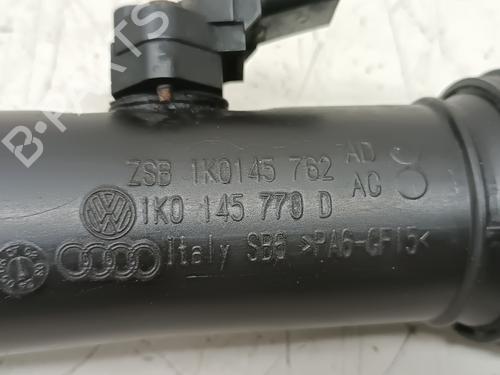 B-PARTS
ZSB 1K0145 762 AD
AC
1K0 145 770 D
Italy SB6 >PA6-GF15<